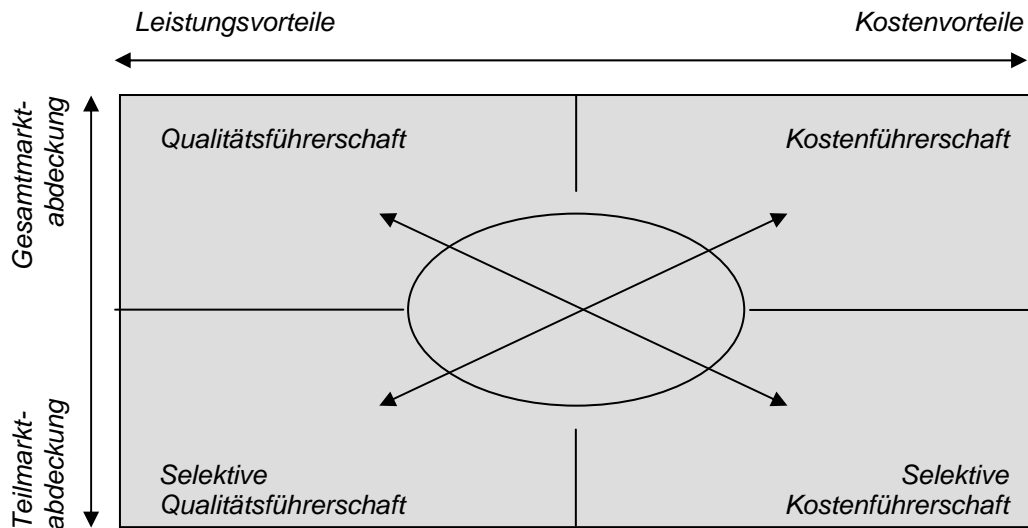 Leistungsvorteile
Kostenvorteile
Gesamtmarkt-
abdeckung
Qualitätsführerschaft
Kostenführerschaft
Teilmarkt-
abdeckung
Selektive
Qualitätsführerschaft
Selektive
Kostenführerschaft